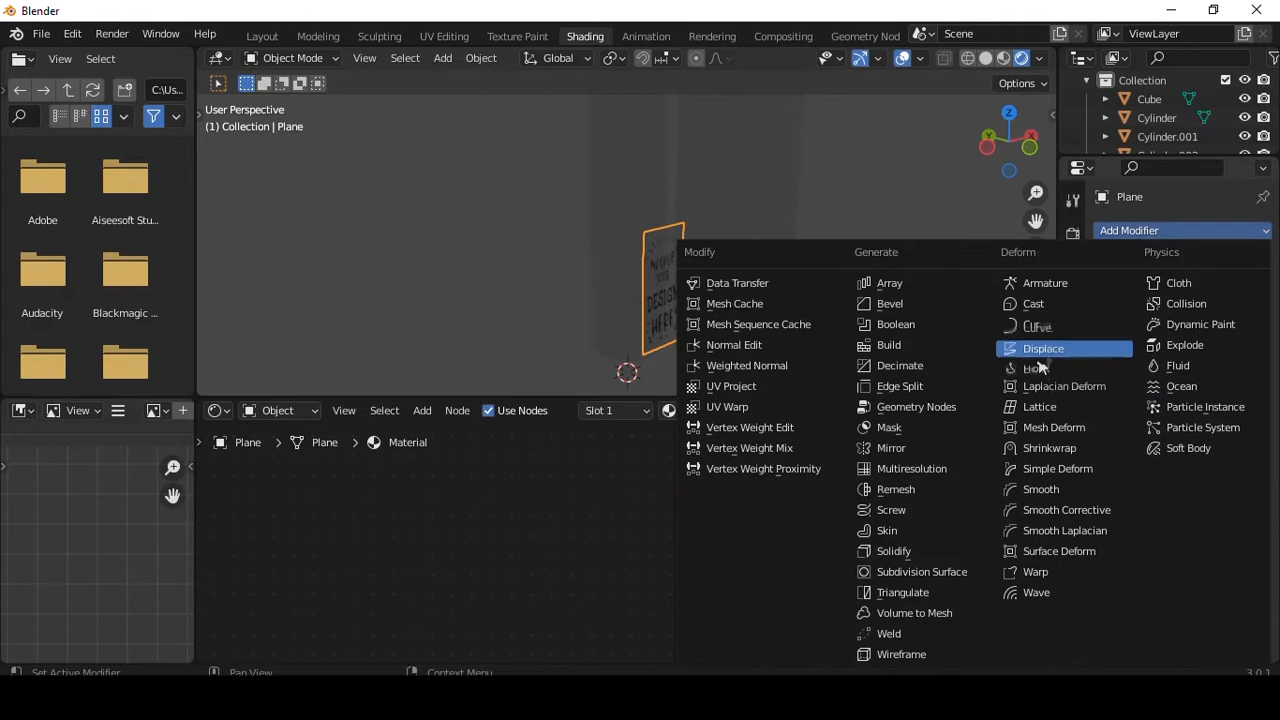 Blender
File Edit Render Window Help
Layout Modeling Sculpting UV Editing Texture Paint Shading Animation Rendering Compositing Geometry Nod
Scene ViewLayer
View Select
Object Mode View Select Add Object Global
Options
C:\Us...
User Perspective
(1) Collection | Plane
Collection
Cube
Cylinder
Cylinder.001
Plane
Add Modifier
Adobe Aiseesoft Stu...
Audacity Blackmagic ...
DESIGN
HERE!
Modify
Data Transfer
Mesh Cache
Mesh Sequence Cache
Normal Edit
Weighted Normal
UV Project
UV Warp
Vertex Weight Edit
Vertex Weight Mix
Vertex Weight Proximity
Generate
Array
Bevel
Boolean
Build
Decimate
Edge Split
Geometry Nodes
Mask
Mirror
Multiresolution
Remesh
Screw
Skin
Solidify
Subdivision Surface
Triangulate
Volume to Mesh
Weld
Wireframe
Deform
Armature
Cast
Curve
Displace
Laplacian Deform
Lattice
Mesh Deform
Shrinkwrap
Simple Deform
Smooth
Smooth Corrective
Smooth Laplacian
Surface Deform
Warp
Wave
Physics
Cloth
Collision
Dynamic Paint
Explode
Fluid
Ocean
Particle Instance
Particle System
Soft Body
View
Object View Select Add Node Use Nodes Slot 1
Plane > Plane > Material
Set Active Modifier Pan View Context Menu 3.0.1